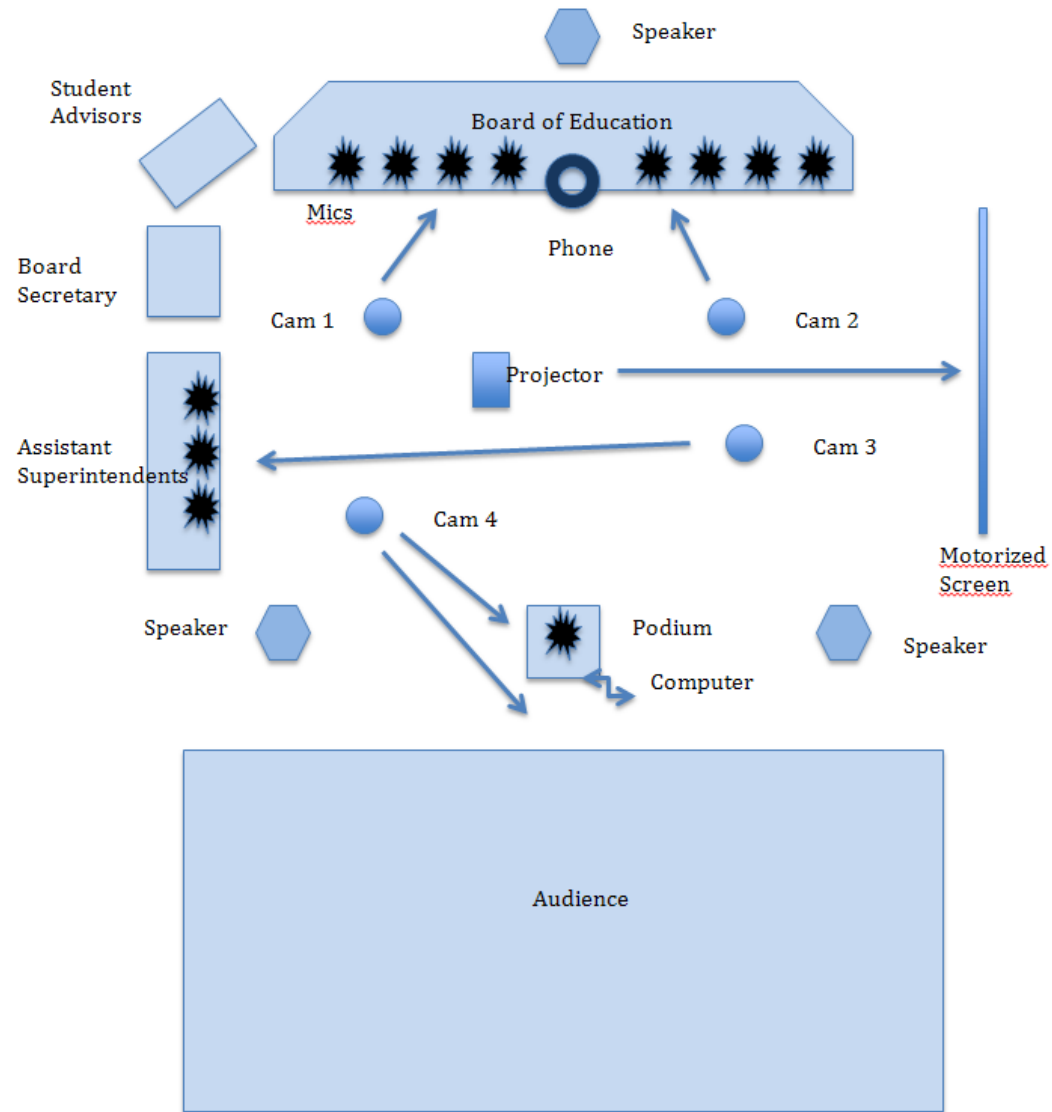 Speaker
Student
Advisors
Board of Education
Mics
Phone
Board
Secretary
Cam 1
Cam 2
Projector
Assistant
Superintendents
Cam 3
Cam 4
Motorized
Screen
Speaker
Podium
Speaker
Computer
Audience